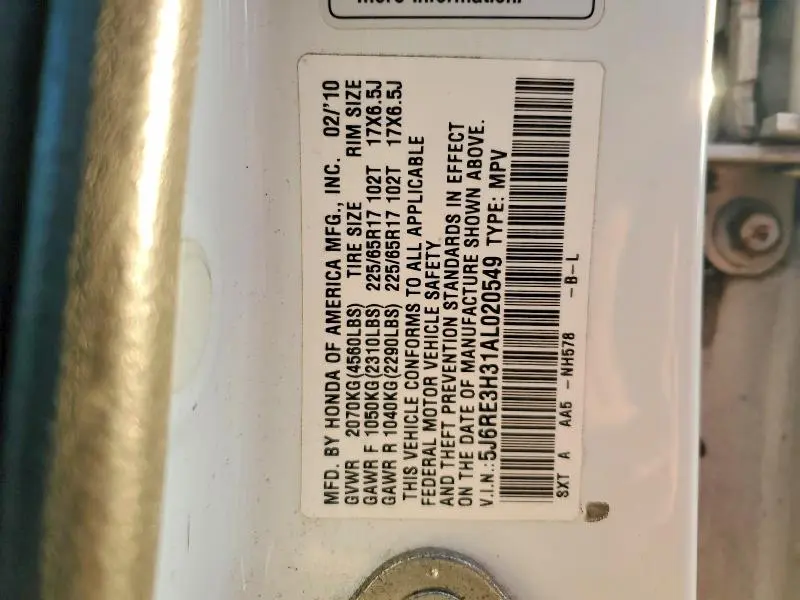 more information.
MFD. BY HONDA OF AMERICA MFG., INC. 02/'10
GVWR 2070KG(4560LBS) TIRE SIZE RIM SIZE
GAWR F 1050KG(2310LBS) 225/65R17 102T 17X6.5J
GAWR R 1040KG(2290LBS) 225/65R17 102T 17X6.5J
THIS VEHICLE CONFORMS TO ALL APPLICABLE
FEDERAL MOTOR VEHICLE SAFETY
AND THEFT PREVENTION STANDARDS IN EFFECT
ON THE DATE OF MANUFACTURE SHOWN ABOVE.
V.I.N.:5J6RE3H31AL020549 TYPE: MPV
SXT A AA5 -NH578 -B-L